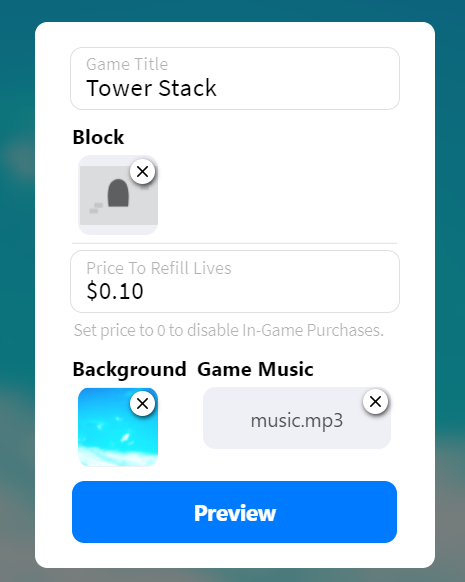 Game Title
Tower Stack
Block
Price To Refill Lives
$0.10
Set price to 0 to disable In-Game Purchases.
Background Game Music
music.mp3
Preview